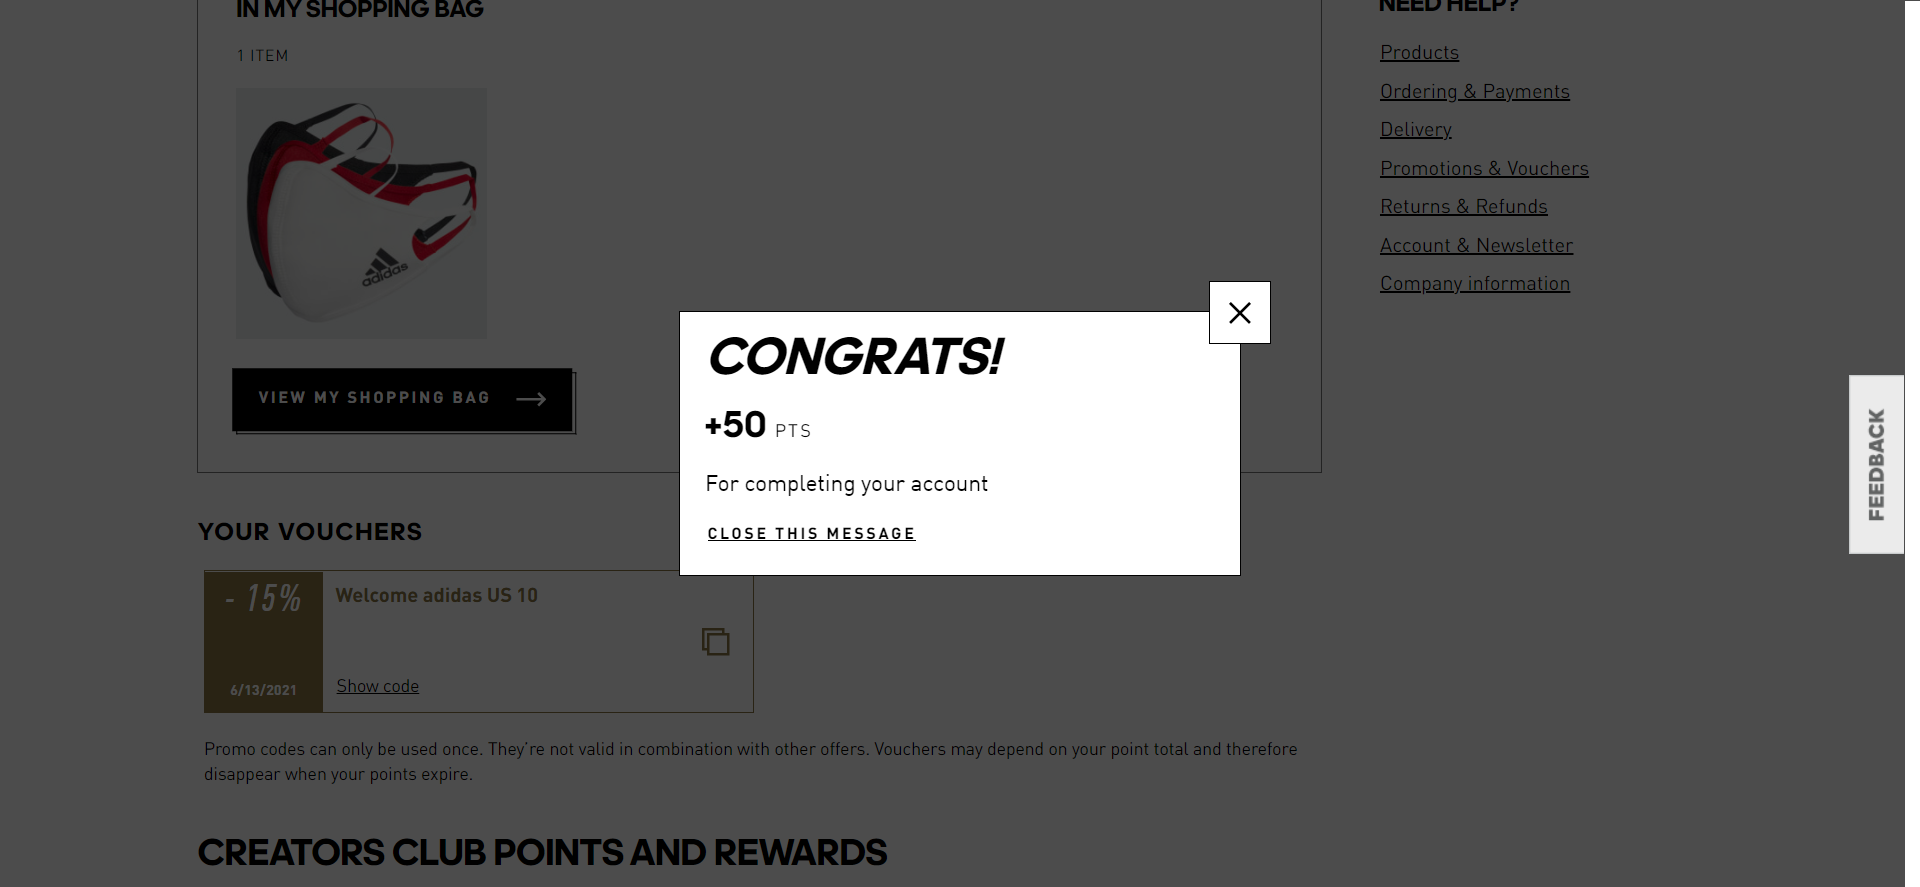 IN MY SHOPPING BAG
1 ITEM
adidas
VIEW MY SHOPPING BAG
NEED HELP?
Products
Ordering & Payments
Delivery
Promotions & Vouchers
Returns & Refunds
Account & Newsletter
Company information
CONGRATS!
+50 PTS
For completing your account
CLOSE THIS MESSAGE
FEEDBACK
YOUR VOUCHERS
- 15%
6/13/2021
Welcome adidas US 10
Show code
Promo codes can only be used once. They're not valid in combination with other offers. Vouchers may depend on your point total and therefore
disappear when your points expire.
CREATORS CLUB POINTS AND REWARDS